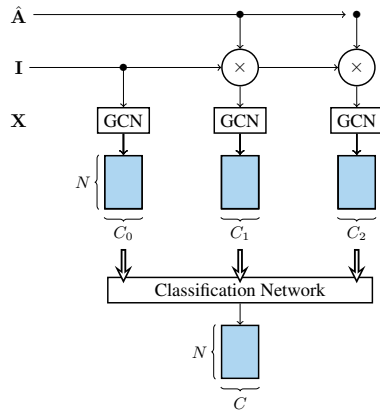 Â
I × ×
X GCN GCN GCN
N
C₀ C₁ C₂
Classification Network
N
C